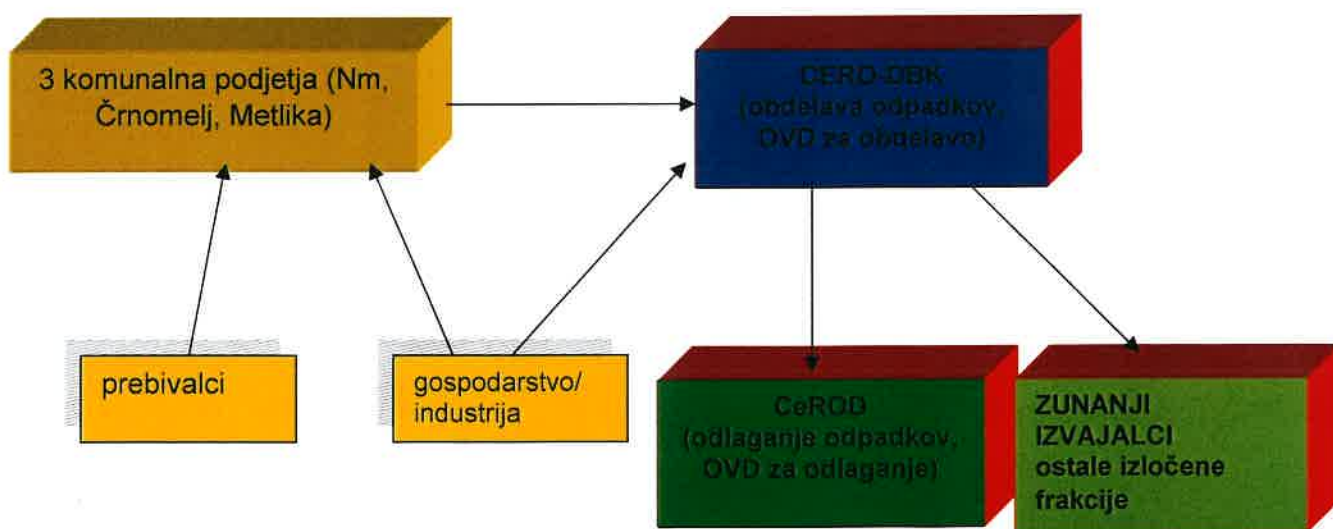 3 komunalna podjetja (Nm,
Črnomelj, Metlika)
CERO-DBK
(obdelava odpadkov,
OVD za obdelavo)
prebivalci
gospodarstvo/
industrija
CeROD
(odlaganje odpadkov,
OVD za odlaganje)
ZUNANJI
IZVAJALCI
ostale izločene
frakcije